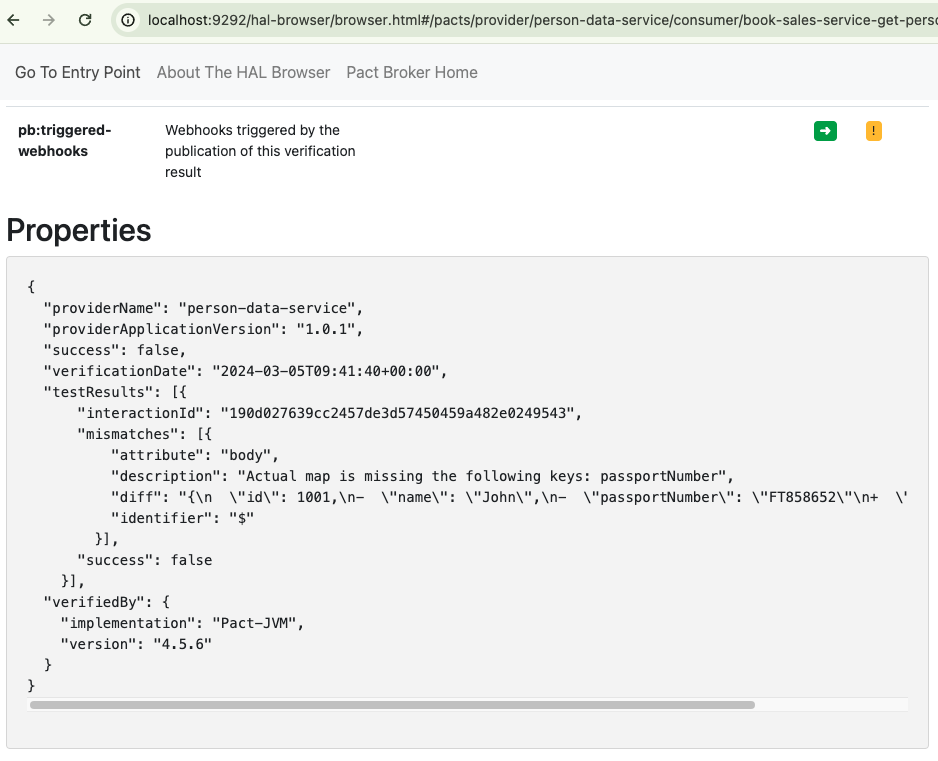 localhost:9292/hal-browser/browser.html#/pacts/provider/person-data-service/consumer/book-sales-service-get-perso
Go To Entry Point About The HAL Browser Pact Broker Home
pb:triggered-webhooks
Webhooks triggered by the
publication of this verification
result
!
Properties
{
  "providerName": "person-data-service",
  "providerApplicationVersion": "1.0.1",
  "success": false,
  "verificationDate": "2024-03-05T09:41:40+00:00",
  "testResults": [{
      "interactionId": "190d027639cc2457de3d57450459a482e0249543",
      "mismatches": [{
          "attribute": "body",
          "description": "Actual map is missing the following keys: passportNumber",
          "diff": "{\n  \"id\": 1001,\n-  \"name\": \"John\",\n-  \"passportNumber\": \"FT858652\"\n+  \"
          "identifier": "$"
        }],
      "success": false
    }],
  "verifiedBy": {
    "implementation": "Pact-JVM",
    "version": "4.5.6"
  }
}